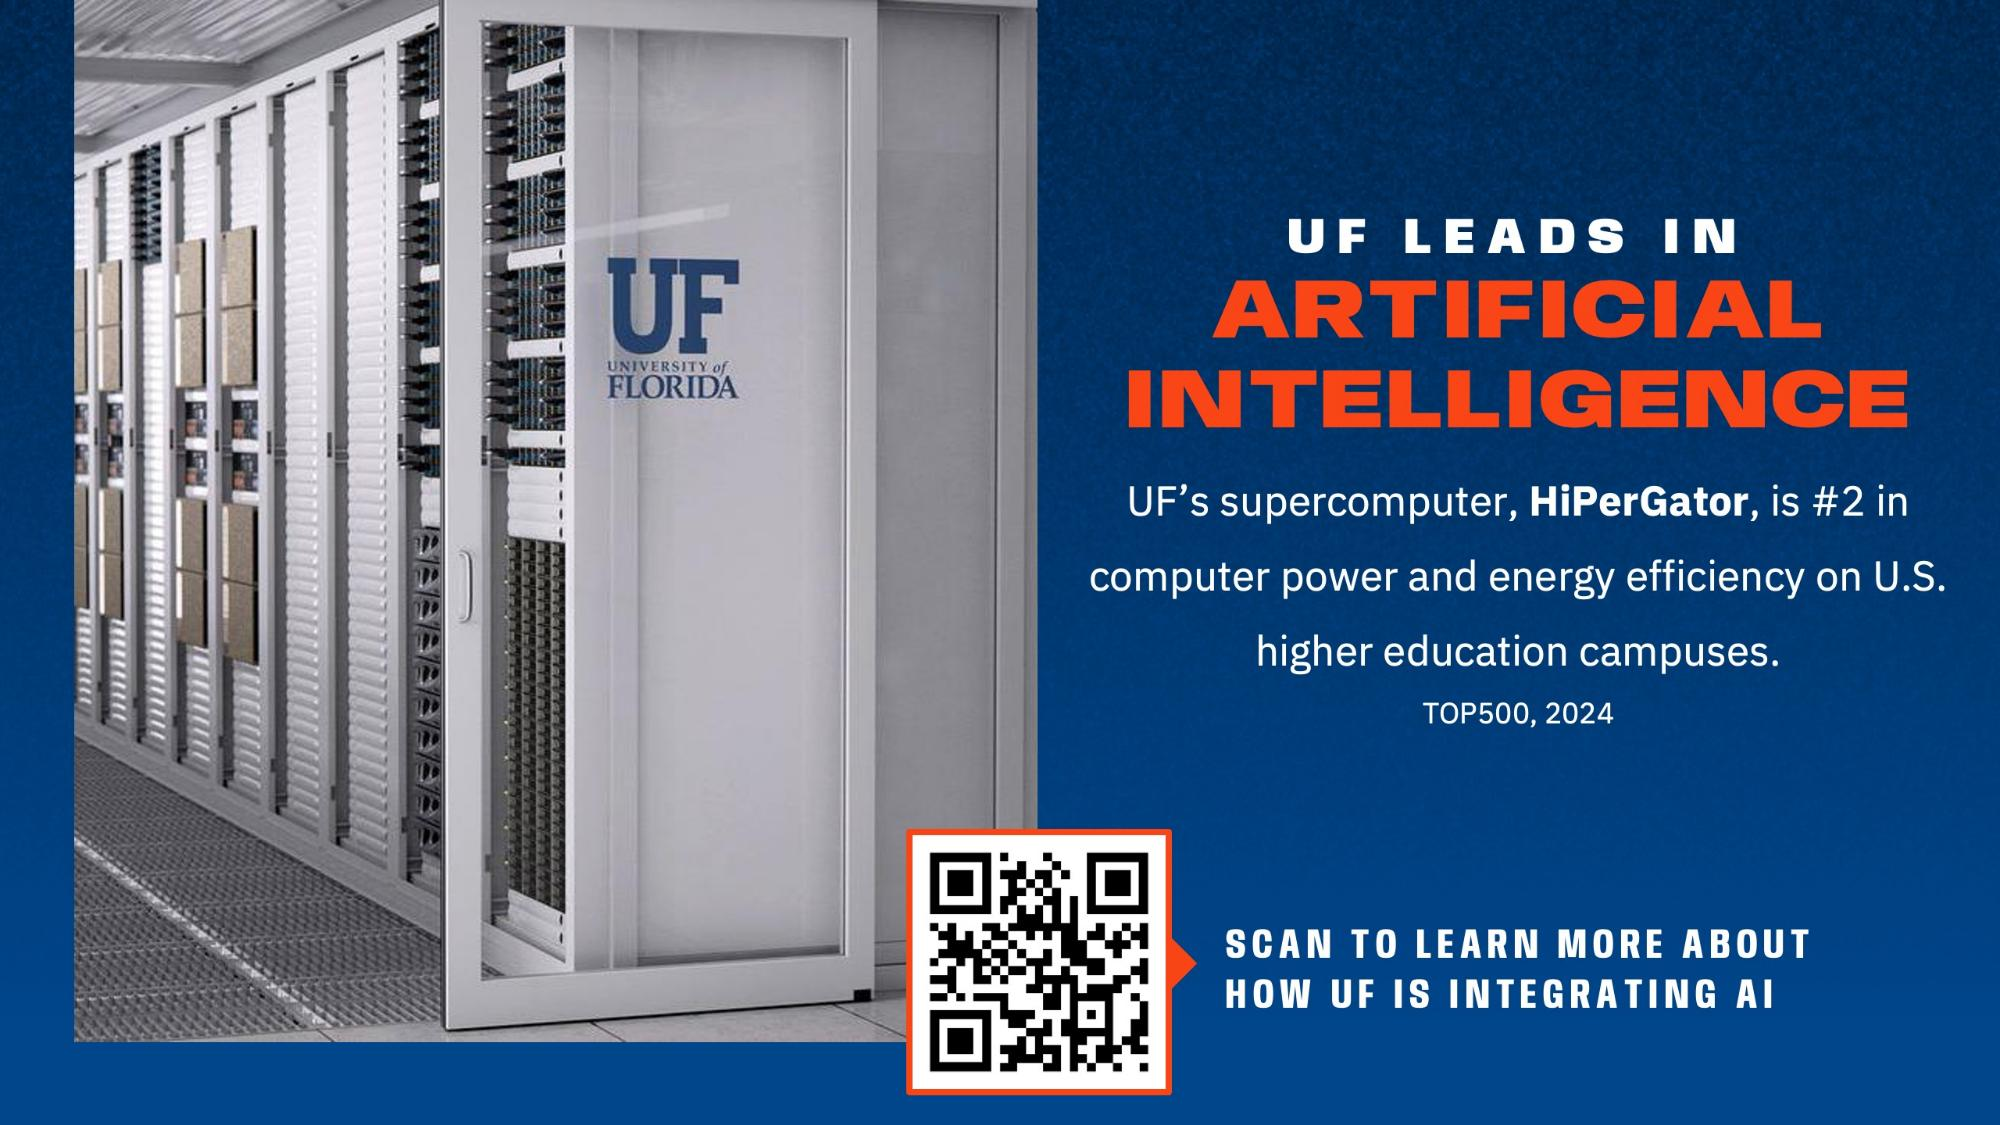 UF
UNIVERSITY of
FLORIDA
UF LEADS IN
ARTIFICIAL
INTELLIGENCE
UF’s supercomputer, HiPerGator, is #2 in
computer power and energy efficiency on U.S.
higher education campuses.
TOP500, 2024
SCAN TO LEARN MORE ABOUT
HOW UF IS INTEGRATING AI